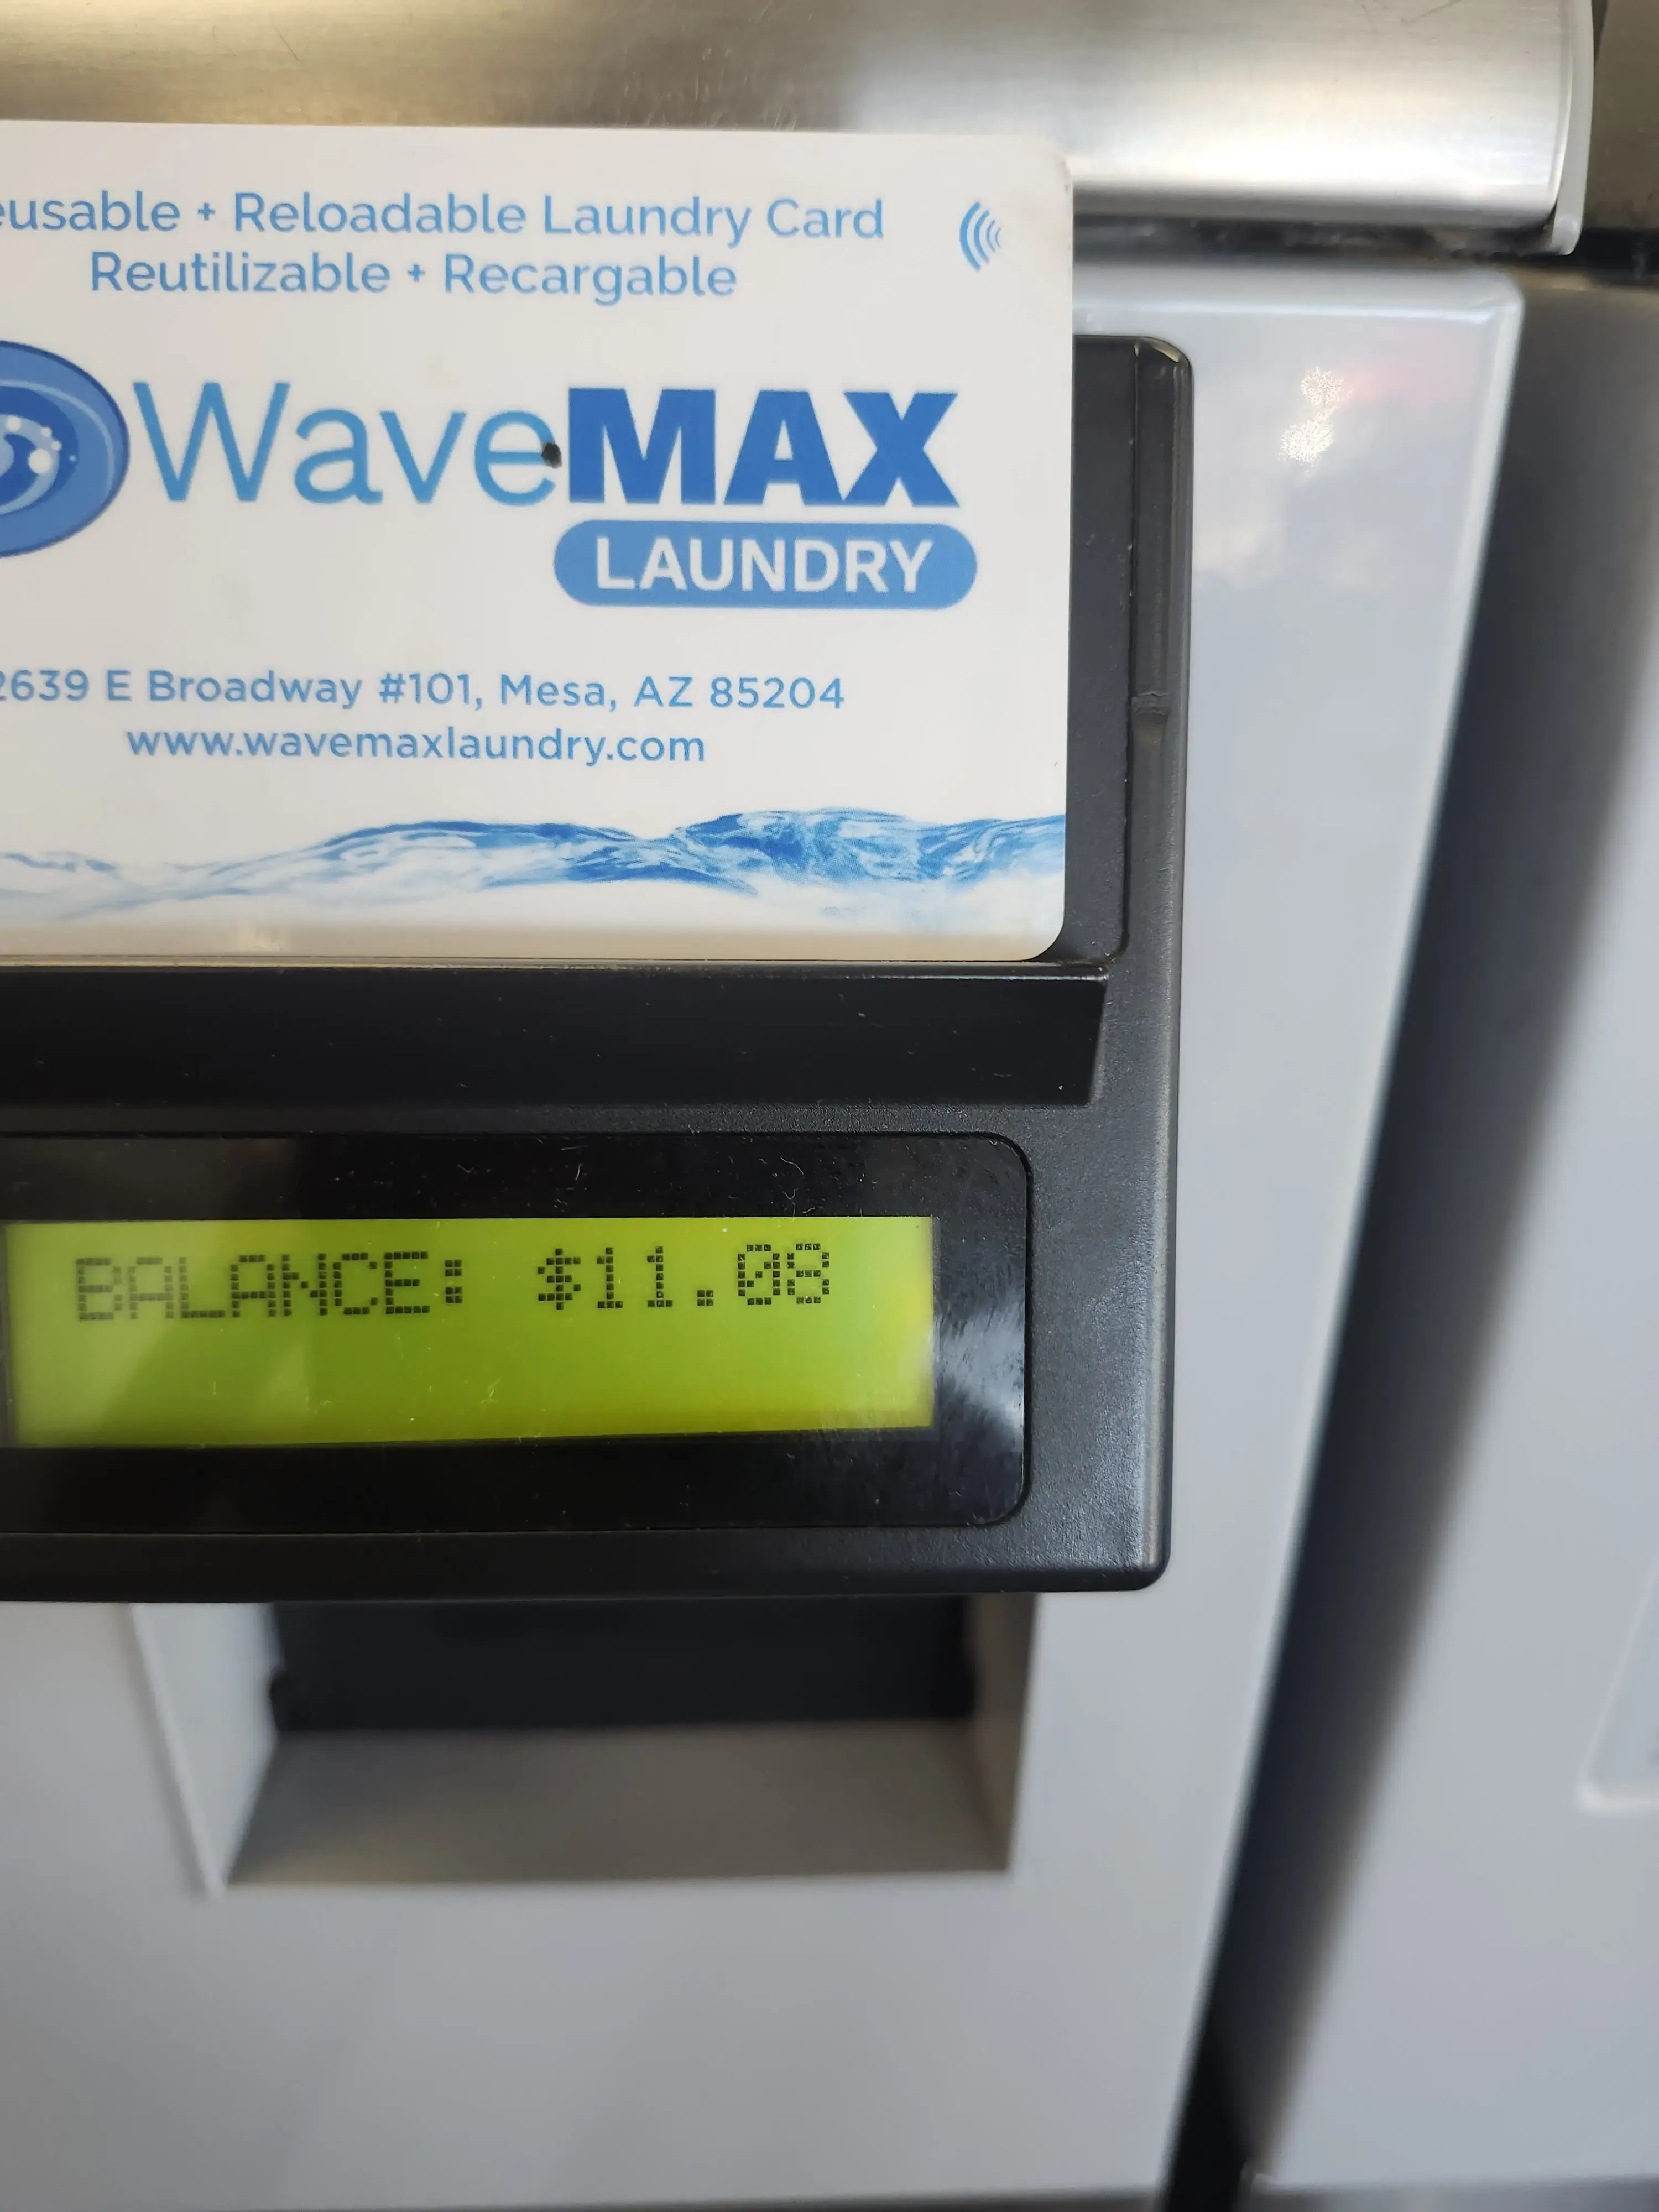 eusable + Reloadable Laundry Card
Reutilizable + Recargable
WaveMAX
LAUNDRY
2639 E Broadway #101, Mesa, AZ 85204
www.wavemaxlaundry.com
BALANCE: $11.08